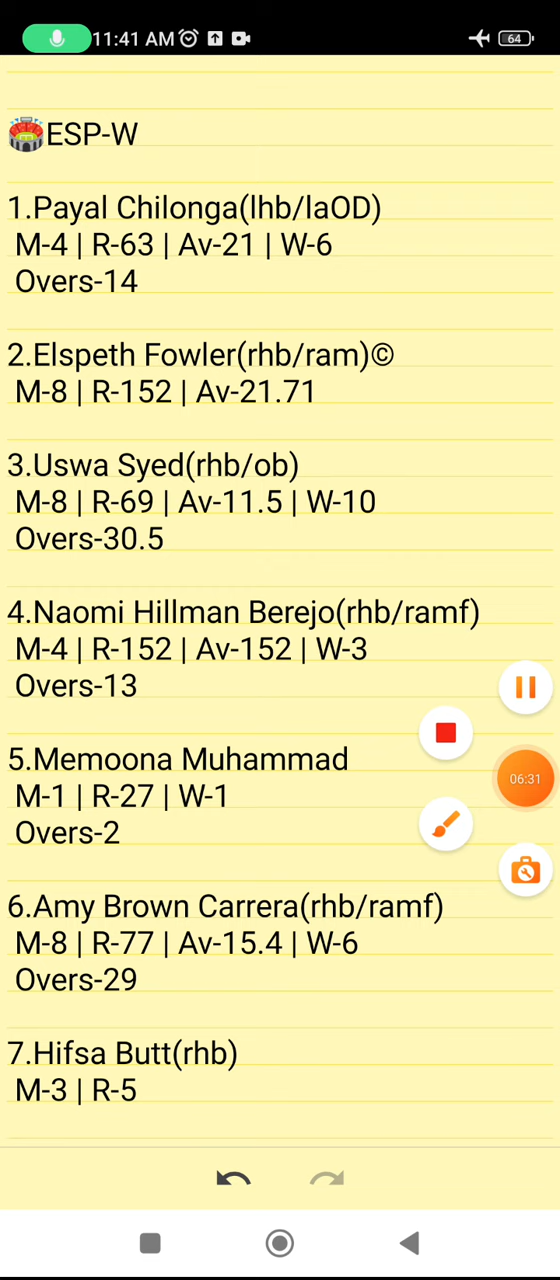 11:41 AM
64
🏟️ESP-W
1.Payal Chilonga(lhb/laOD)
M-4 | R-63 | Av-21 | W-6
Overs-14
2.Elspeth Fowler(rhb/ram)©
M-8 | R-152 | Av-21.71
3.Uswa Syed(rhb/ob)
M-8 | R-69 | Av-11.5 | W-10
Overs-30.5
4.Naomi Hillman Berejo(rhb/ramf)
M-4 | R-152 | Av-152 | W-3
Overs-13
5.Memoona Muhammad
M-1 | R-27 | W-1
Overs-2
06:31
6.Amy Brown Carrera(rhb/ramf)
M-8 | R-77 | Av-15.4 | W-6
Overs-29
7.Hifsa Butt(rhb)
M-3 | R-5